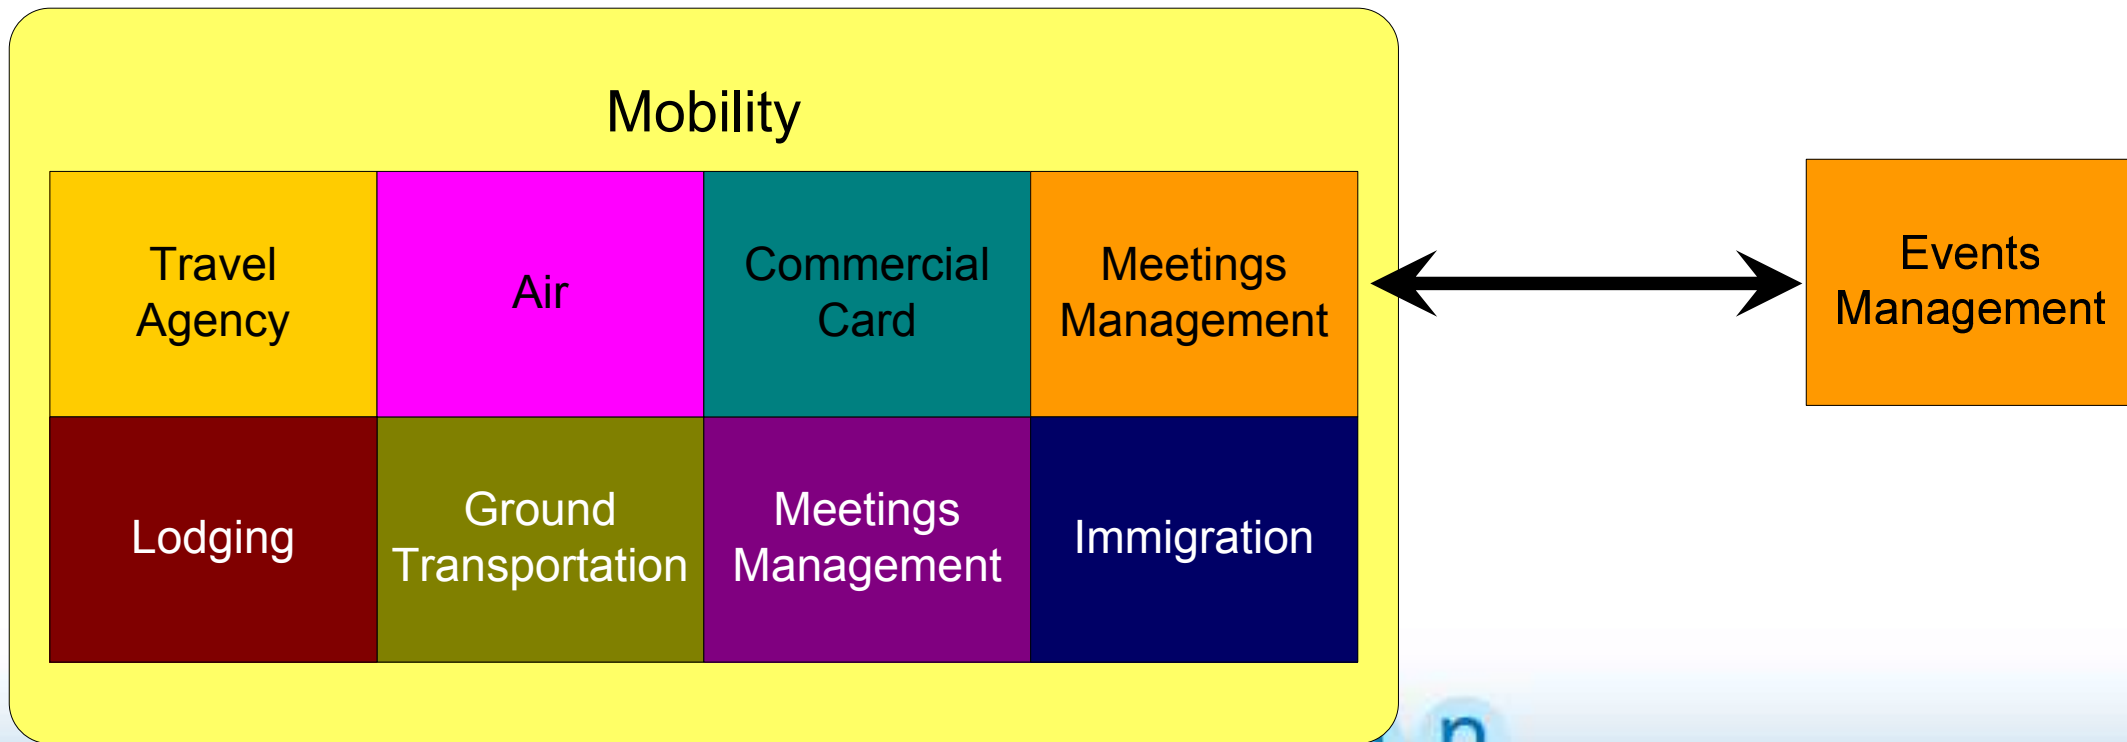 Mobility
Travel
Agency
Air
Commercial
Card
Meetings
Management
Events
Management
Lodging
Ground
Transportation
Meetings
Management
Immigration
n